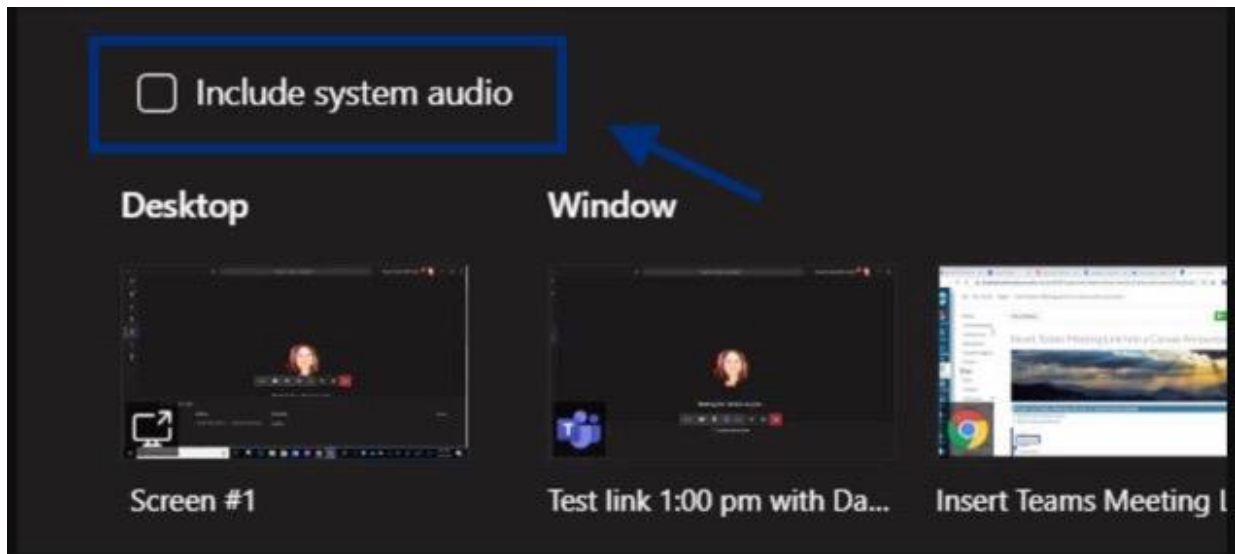 Include system audio
Desktop
Window
Screen #1
Test link 1:00 pm with Da...
Insert Teams Meeting L